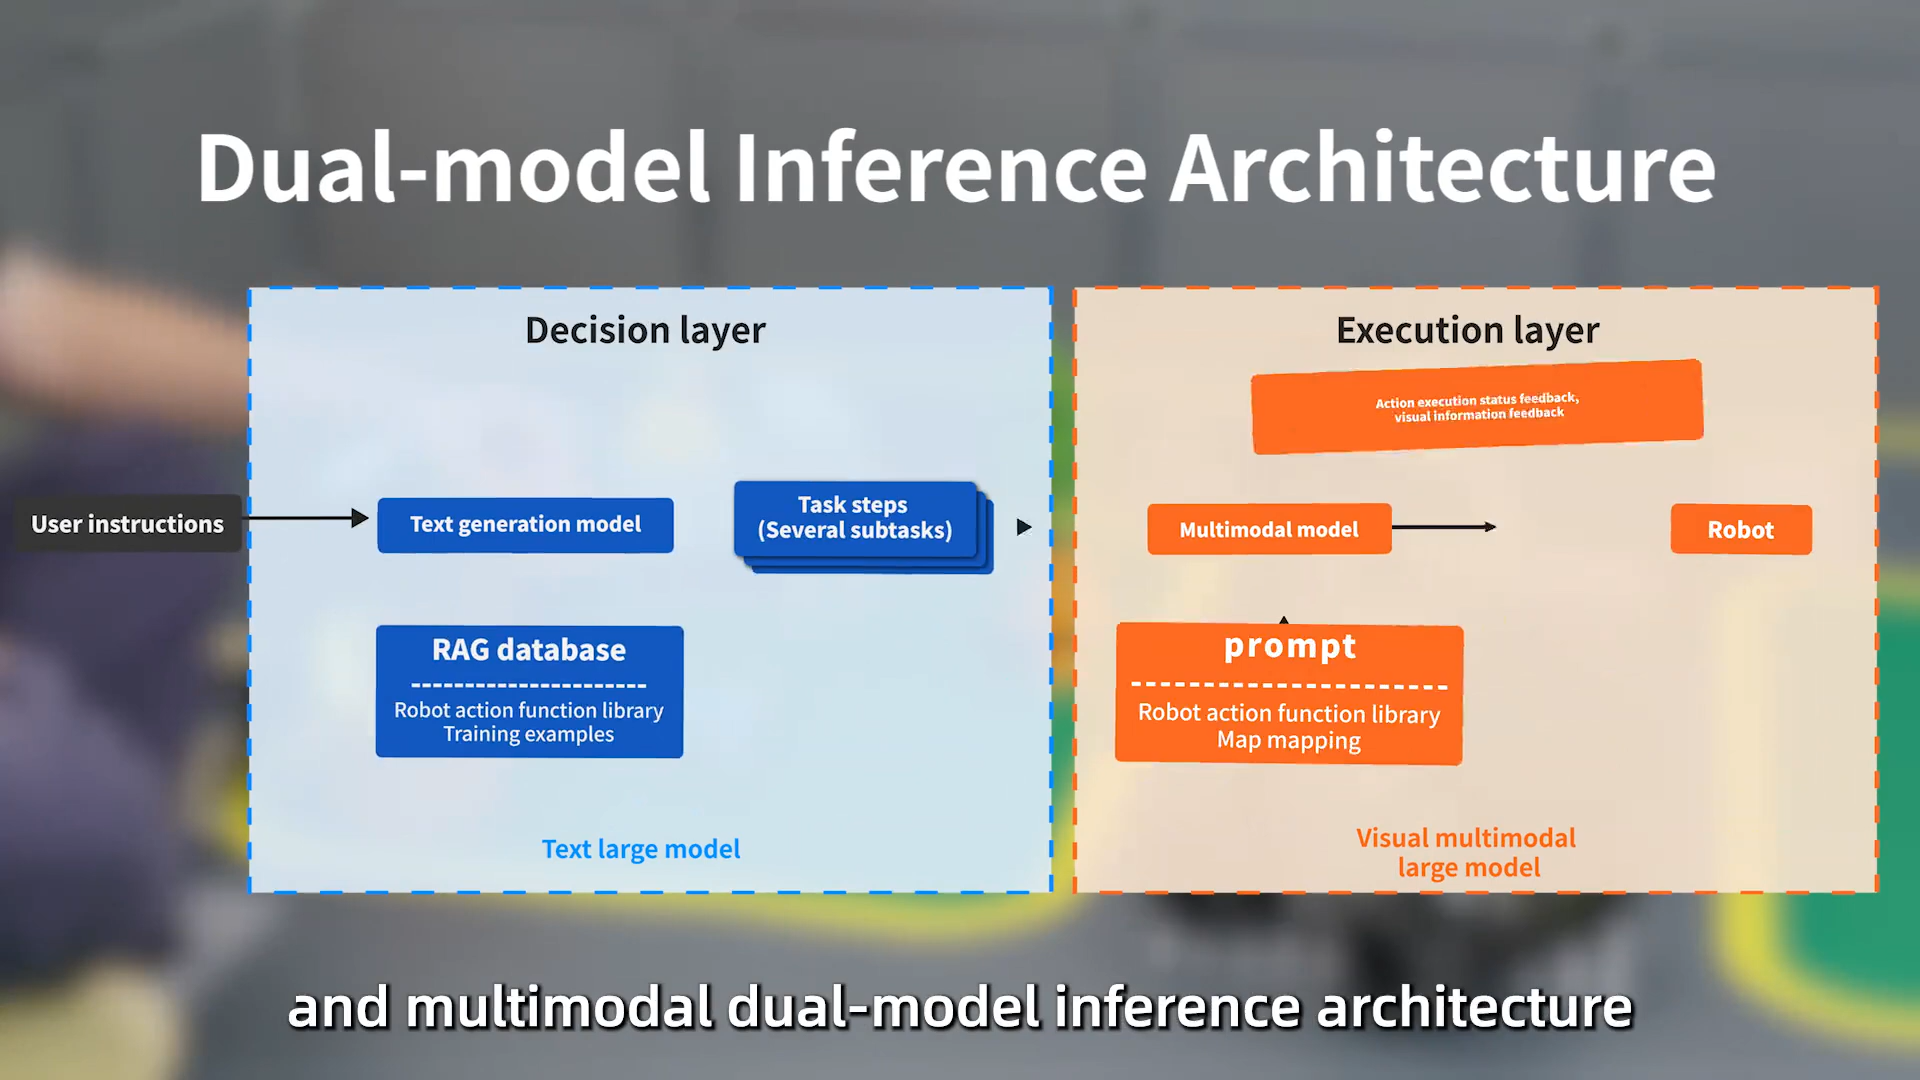 Dual-model Inference Architecture
Decision layer
Execution layer
Action execution status feedback,
visual information feedback
User instructions
Text generation model
Task steps
(Several subtasks)
Multimodal model
Robot
RAG database
Robot action function library
Training examples
prompt
Robot action function library
Map mapping
Text large model
Visual multimodal
large model
and multimodal dual-model inference architecture